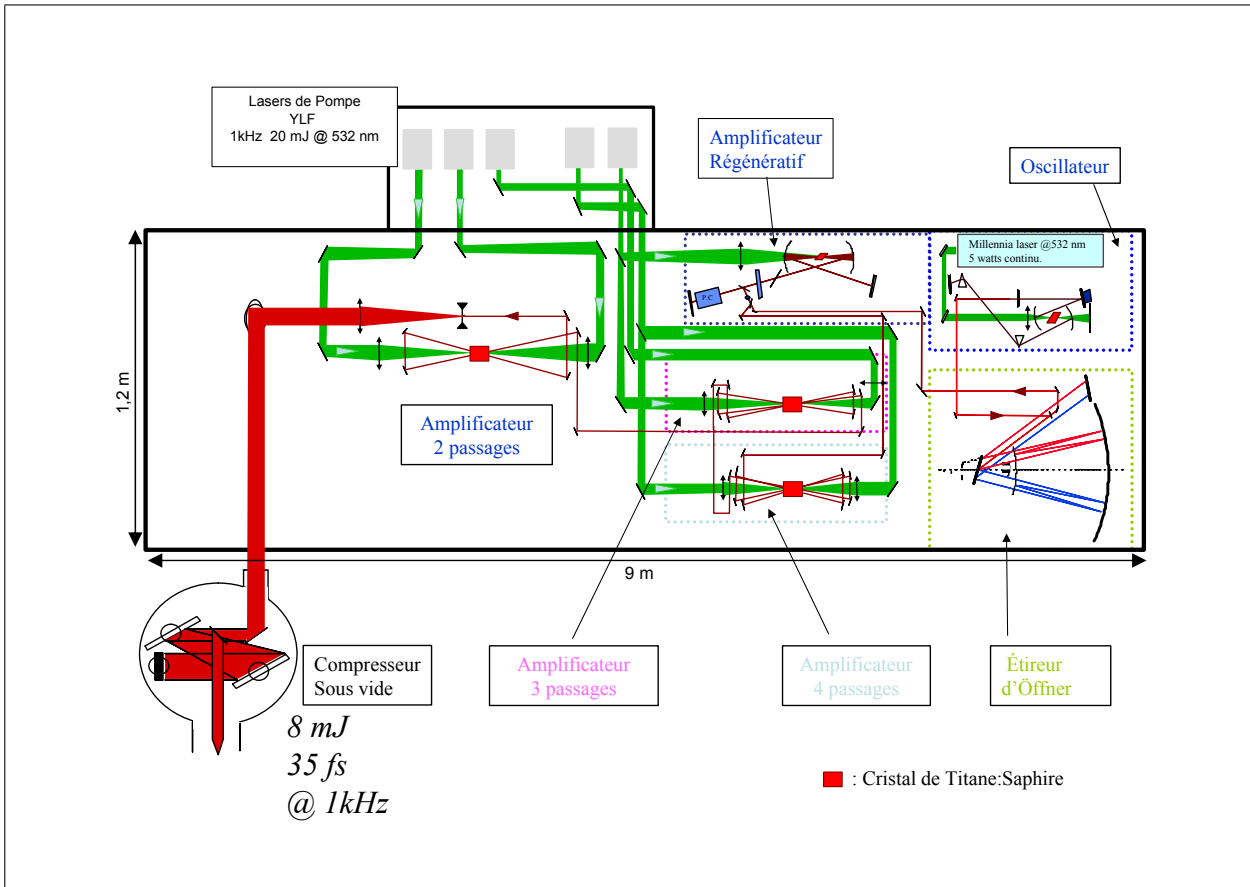 Lasers de Pompe
YLF
1kHz 20 mJ @ 532 nm
Amplificateur
Régénératif
Oscillateur
Millennia laser @532 nm
5 watts continu.
P.C
1,2 m
Amplificateur
2 passages
9 m
Compresseur
Sous vide
8 mJ
35 fs
@ 1kHz
Amplificateur
3 passages
Amplificateur
4 passages
Étireur
d'Öffner
: Cristal de Titane:Saphire